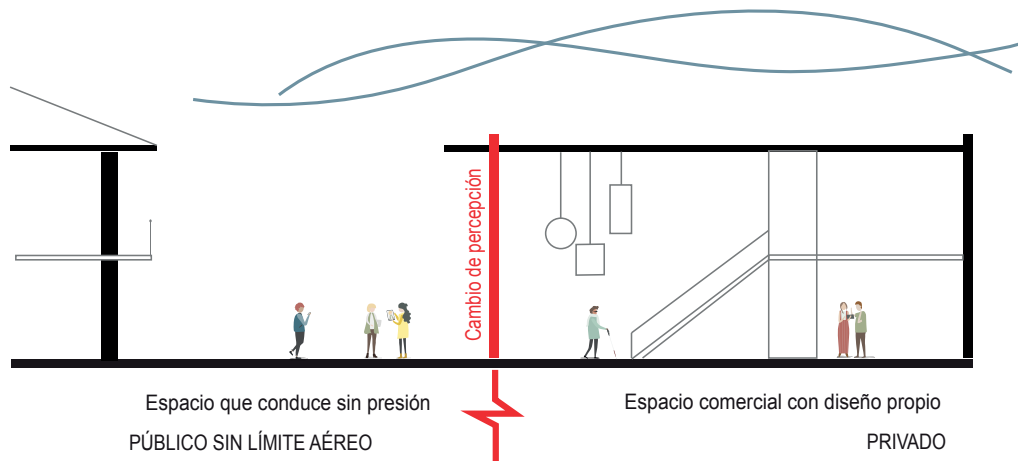 Cambio de percepción
Espacio que conduce sin presión
PÚBLICO SIN LÍMITE AÉREO
Espacio comercial con diseño propio
PRIVADO